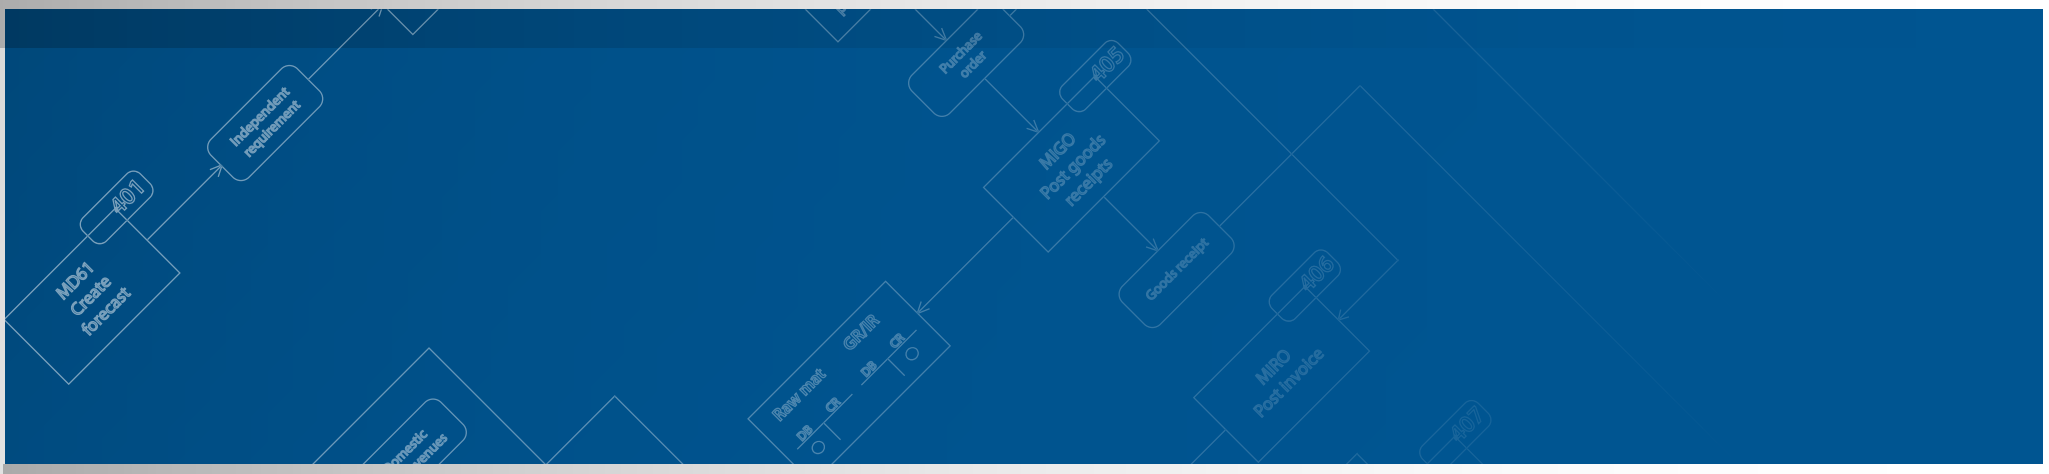 401
MD61
Create
forecast
Independent
requirement
Purchase
order
405
MIGO
Post goods
receipts
Goods receipt
Raw mat
GR/IR
DB
CR
DB
CR
406
MIRO
Post invoice
407